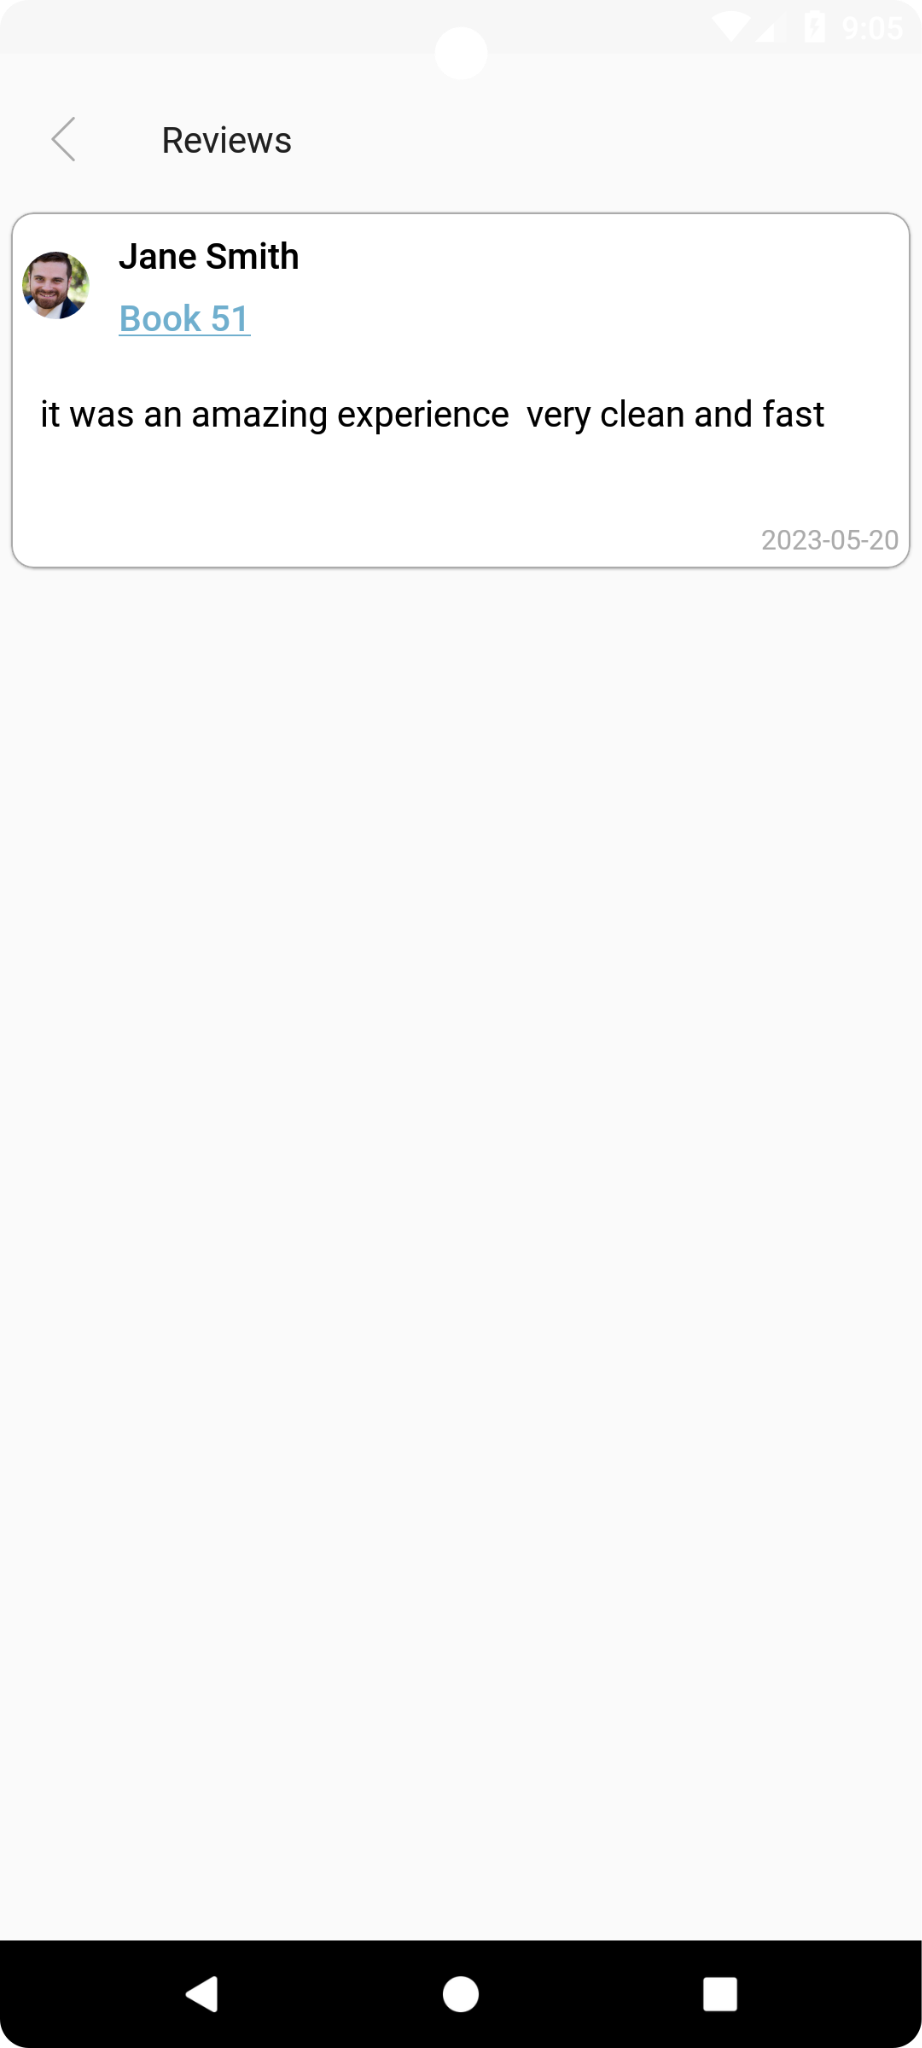 9:05
Reviews
Jane Smith
Book 51
it was an amazing experience  very clean and fast
2023-05-20